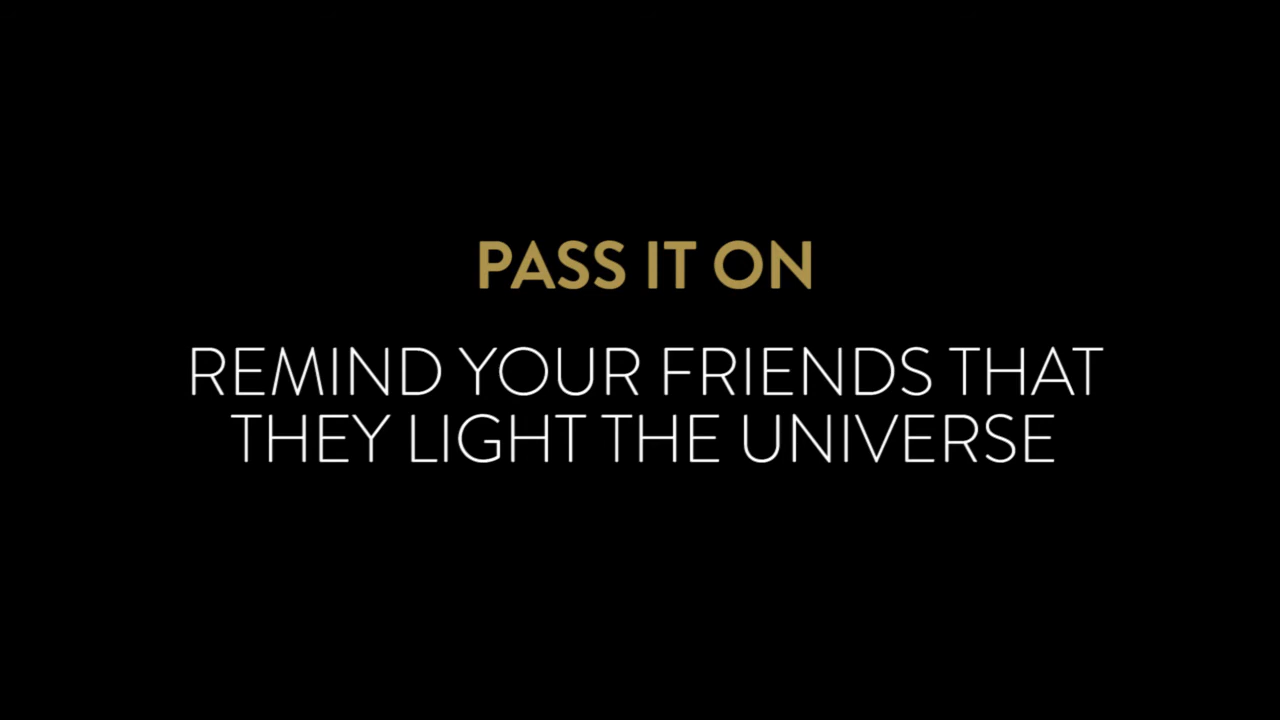 PASS IT ON
REMIND YOUR FRIENDS THAT
THEY LIGHT THE UNIVERSE